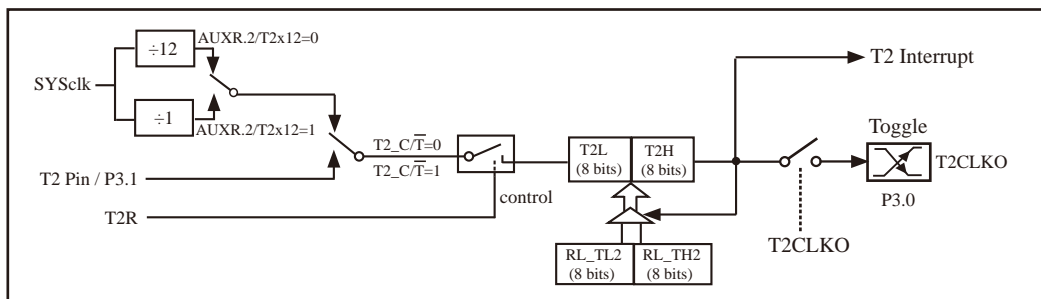 ÷12
AUXR.2/T2x12=0
SYSclk
÷1
AUXR.2/T2x12=1
T2 Pin / P3.1
T2R
T2_C/T̅=0
T2_C/T̅=1
control
T2L
(8 bits)
T2H
(8 bits)
RL_TL2
(8 bits)
RL_TH2
(8 bits)
T2 Interrupt
Toggle
T2CLKO
P3.0
T2CLKO